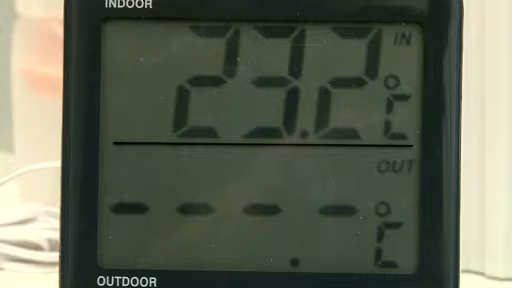 INDOOR
IN
23.2°C
OUT
- - - -. °C
OUTDOOR